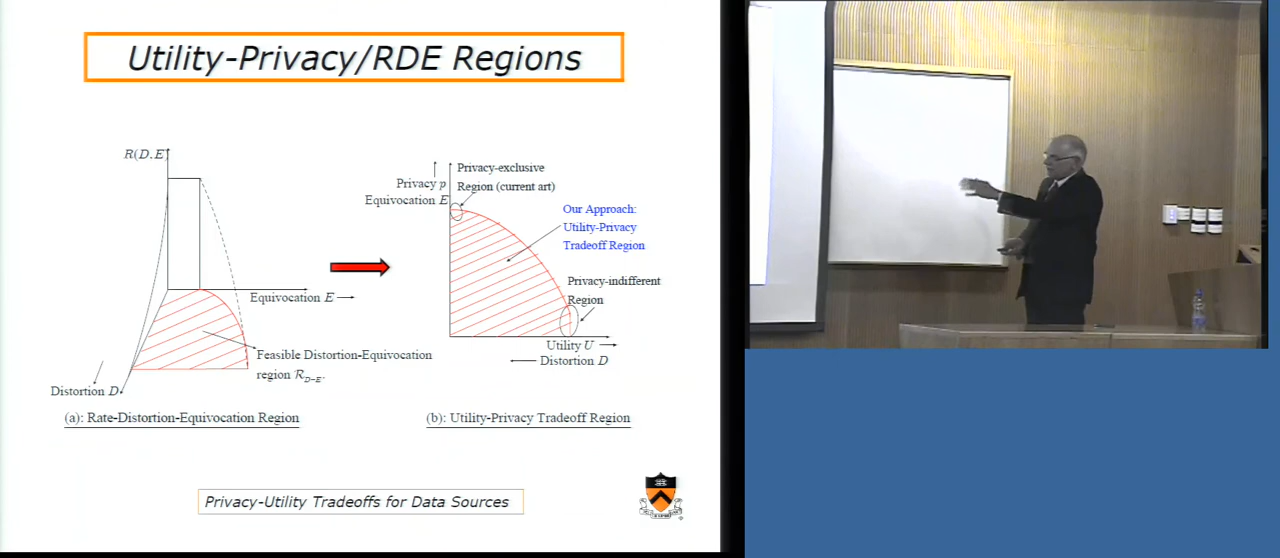 Utility-Privacy/RDE Regions
R(D,E
Equivocation E
Feasible Distortion-Equivocation
region R_{D-E}.
Distortion D
(a): Rate-Distortion-Equivocation Region
Privacy p
Equivocation E
Privacy-exclusive
Region (current art)
Our Approach:
Utility-Privacy
Tradeoff Region
Privacy-indifferent
Region
Utility U
Distortion D
(b): Utility-Privacy Tradeoff Region
Privacy-Utility Tradeoffs for Data Sources